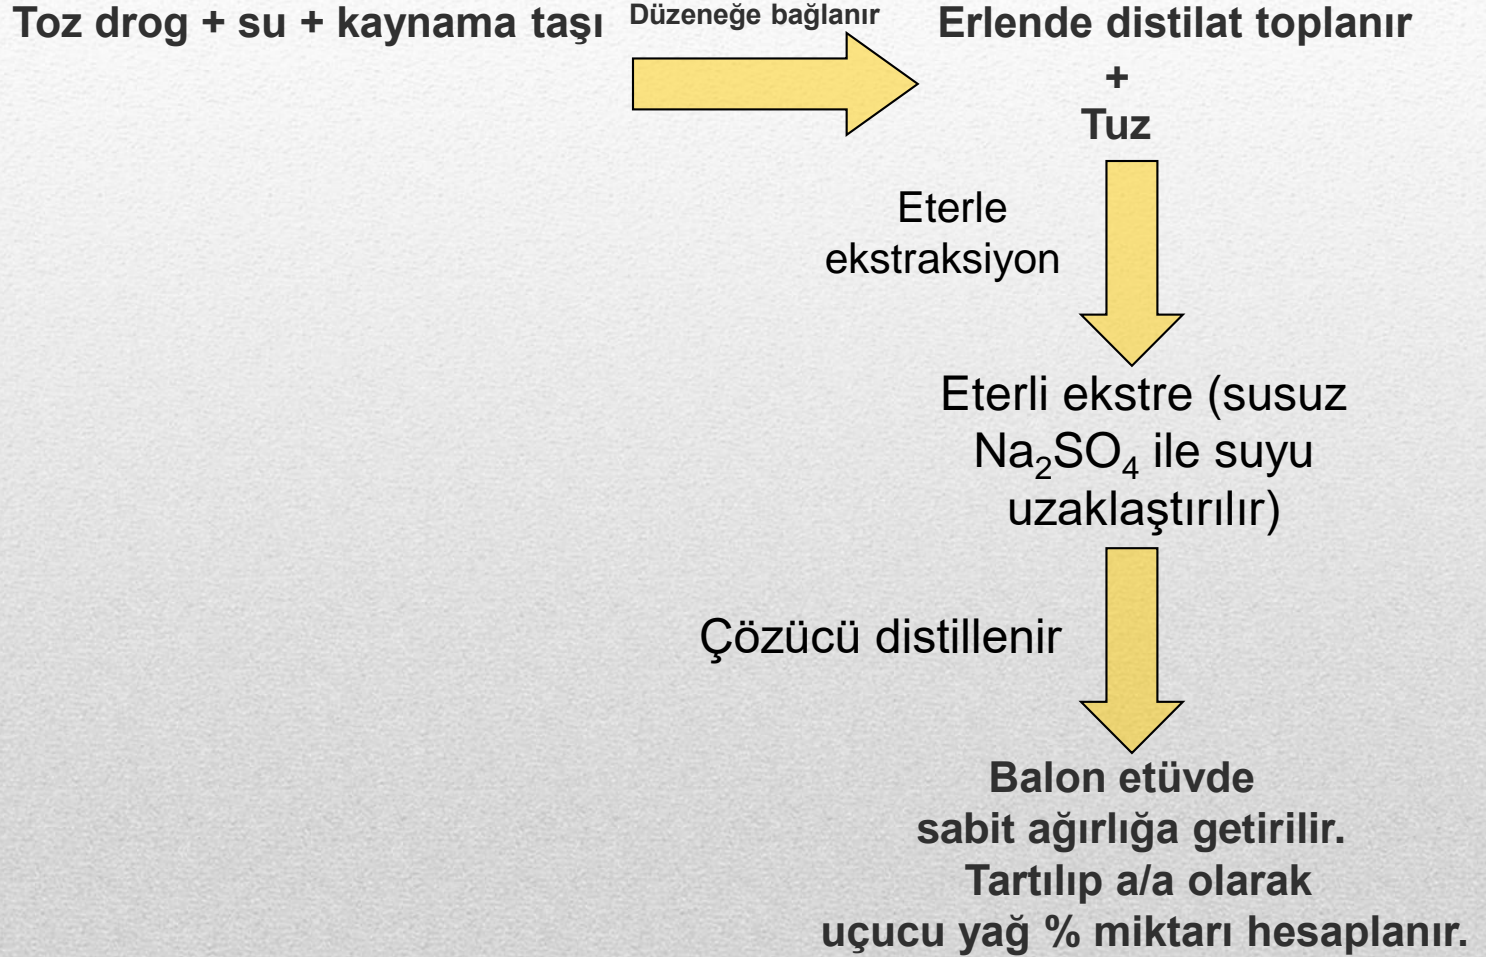 Toz drog + su + kaynama taşı
Düzeneğe bağlanır
Erlende distilat toplanır
+
Tuz
Eterle
ekstraksiyon
Eterli ekstre (susuz
Na₂SO₄ ile suyu
uzaklaştırılır)
Çözücü distillenir
Balon etüvde
sabit ağırlığa getirilir.
Tartılıp a/a olarak
uçucu yağ % miktarı hesaplanır.